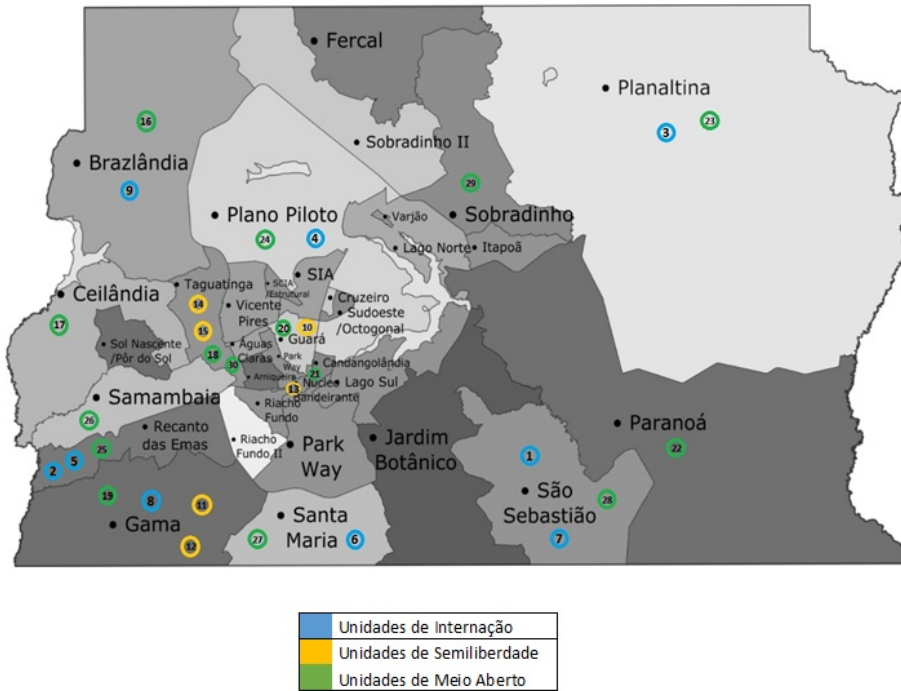 Fercal
Planaltina
3
23
16
Sobradinho II
Brazlândia
9
29
Plano Piloto
24
4
Varjão
Sobradinho
Lago Norte
Itapoã
SIA
Taguatinga
SCIA
/Estrutural
Ceilândia
14
Vicente
Pires
Cruzeiro
Sudoeste
/Octogonal
17
15
20
10
Guará
Sol Nascente
/Pôr do Sol
18
Águas
Claras
30
Park
Way
Candangolândia
21
Arniqueira
13
Núcleo
Bandeirante
Lago Sul
Samambaia
Riacho
Fundo
26
Recanto
das Emas
25
Riacho
Fundo II
Park
Way
Jardim
Botânico
Paranoá
22
2
5
1
19
8
11
São
Sebastião
28
Gama
12
Santa
Maria
27
6
7
Unidades de Internação
Unidades de Semiliberdade
Unidades de Meio Aberto